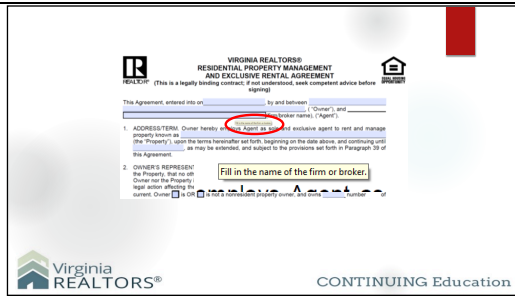 VIRGINIA REALTORS®
RESIDENTIAL PROPERTY MANAGEMENT
AND EXCLUSIVE RENTAL AGREEMENT
(This is a legally binding contract; if not understood, seek competent advice before
signing)
REALTOR®
EQUAL HOUSING
OPPORTUNITY
This Agreement, entered into on , by and between
, ("Owner"), and
(firm/broker name), ("Agent").
1. ADDRESS/TERM. Owner hereby employs Agent as sole and exclusive agent to rent and manage
property known as
(the "Property"), upon the terms hereinafter set forth, beginning on the date above, and continuing until
, as may be extended, and subject to the provisions set forth in Paragraph 39 of
this Agreement.
2. OWNER'S REPRESENT
the Property, that no oth
Owner nor the Property
legal action affecting the
current. Owner is OR is not a nonresident property owner, and owns number of
Fill in the name of the firm or broker.
employs Agent as
Virginia
REALTORS®
CONTINUING Education